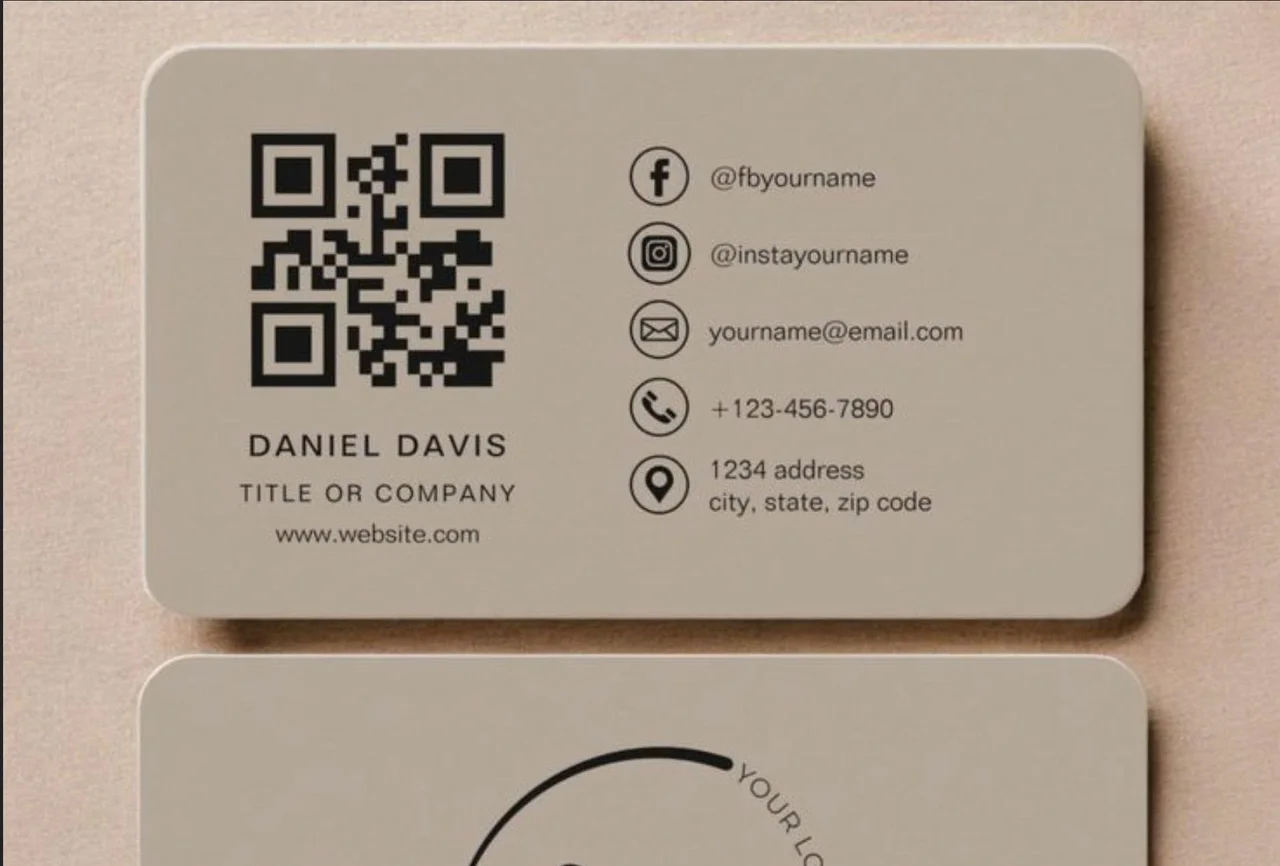 DANIEL DAVIS
TITLE OR COMPANY
www.website.com
@fbyourname
@instayourname
yourname@email.com
+123-456-7890
1234 address
city, state, zip code
YOUR